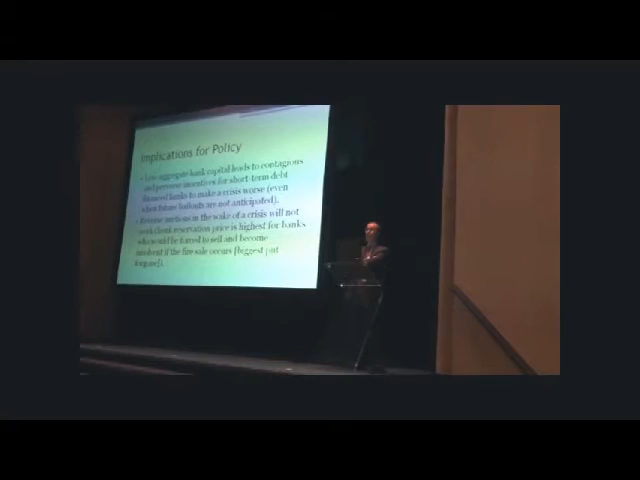 Implications for Policy
• Low aggregate bank capital leads to contagious
and perverse incentives for short-term debt
financed banks to make a crisis worse (even
when future bailouts are not anticipated).
• Reverse auctions in the wake of a crisis will not
work (bank reservation price is highest for banks
who would be forced to sell and become
insolvent if the fire sale occurs [biggest put
forgone]).